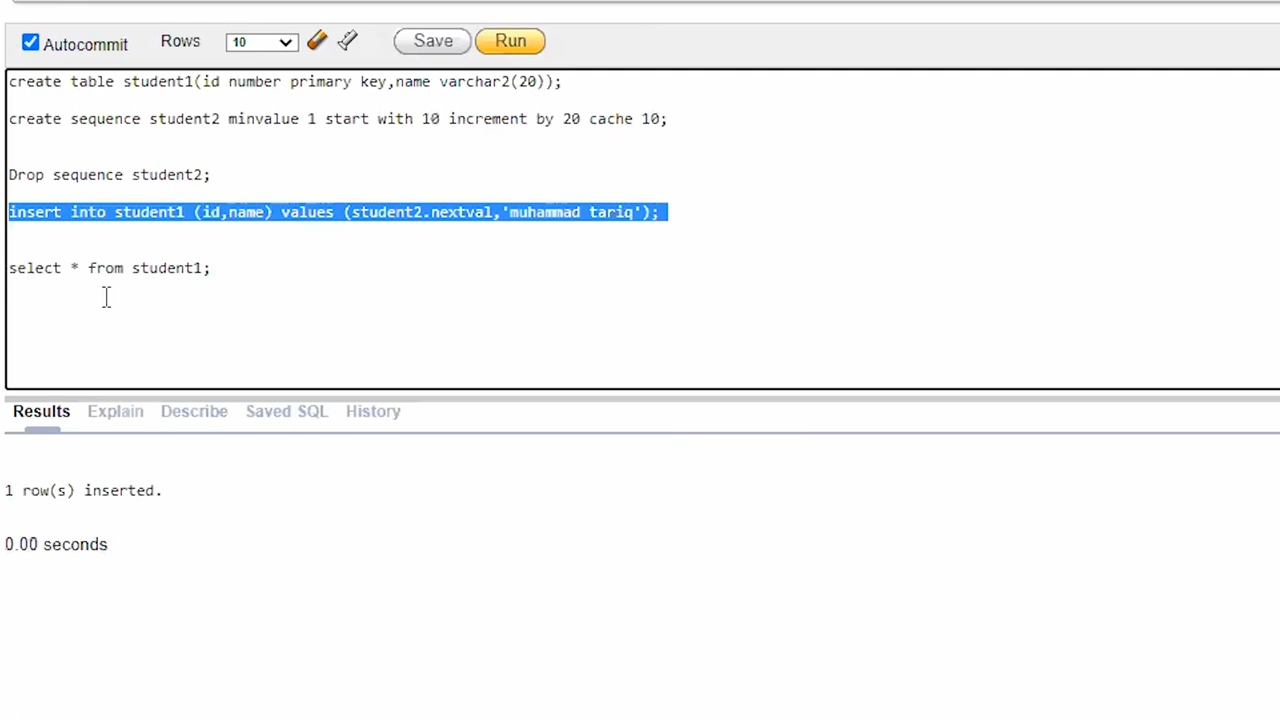 Autocommit Rows 10 Save Run
create table student1(id number primary key,name varchar2(20));
create sequence student2 minvalue 1 start with 10 increment by 20 cache 10;
Drop sequence student2;
insert into student1 (id,name) values (student2.nextval,'muhammad tariq');
select * from student1;
Results Explain Describe Saved SQL History
1 row(s) inserted.
0.00 seconds